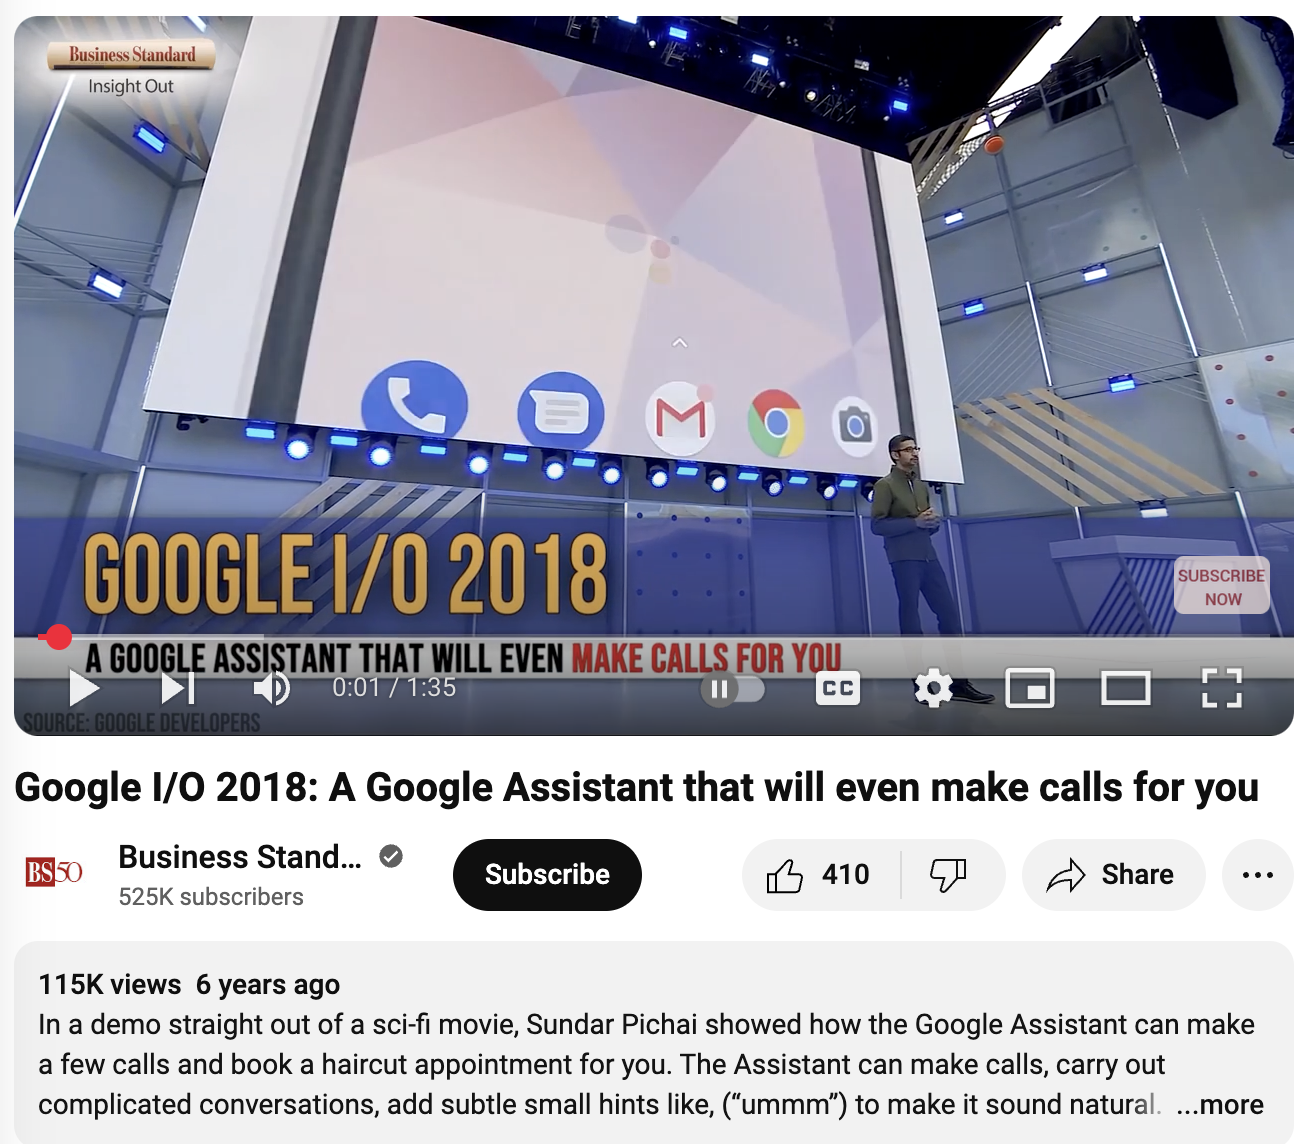 Business Standard
Insight Out
GOOGLE I/O 2018
SUBSCRIBE
NOW
A GOOGLE ASSISTANT THAT WILL EVEN MAKE CALLS FOR YOU
0:01 / 1:35
CC
SOURCE: GOOGLE DEVELOPERS
Google I/O 2018: A Google Assistant that will even make calls for you
BS50
Business Stand...
525K subscribers
Subscribe
410
Share
115K views 6 years ago
In a demo straight out of a sci-fi movie, Sundar Pichai showed how the Google Assistant can make
a few calls and book a haircut appointment for you. The Assistant can make calls, carry out
complicated conversations, add subtle small hints like, (“ummm”) to make it sound natural. ...more